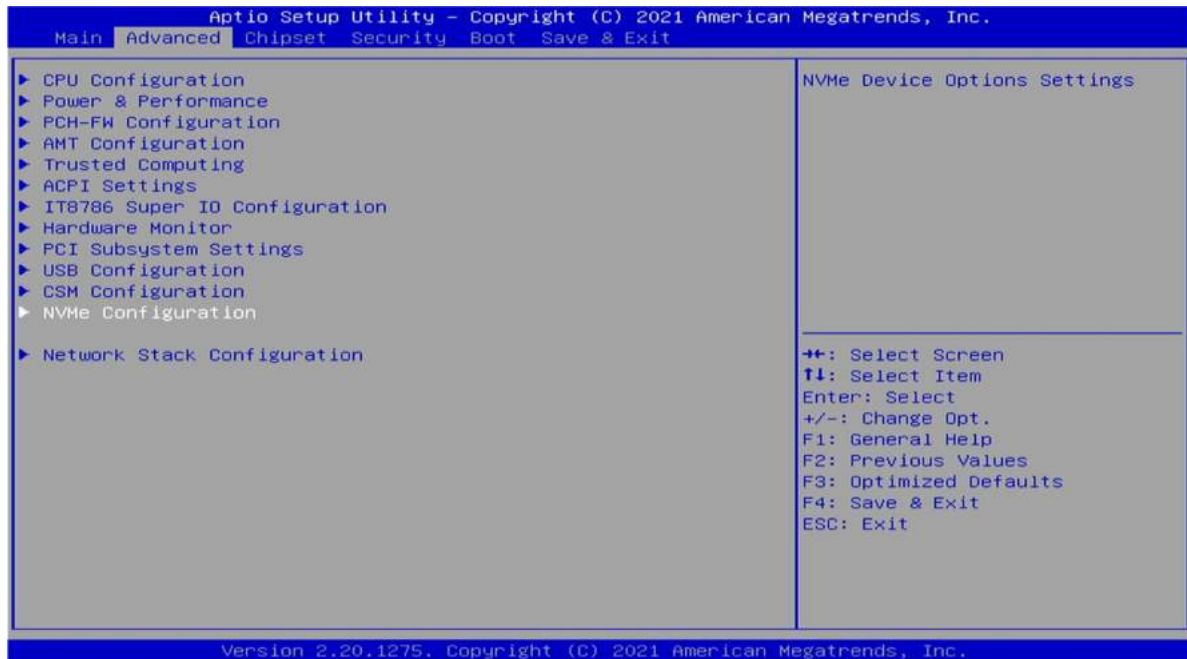 Aptio Setup Utility – Copyright (C) 2021 American Megatrends, Inc.
Main Advanced Chipset Security Boot Save & Exit
► CPU Configuration
► Power & Performance
► PCH-FW Configuration
► AMT Configuration
► Trusted Computing
► ACPI Settings
► IT8786 Super IO Configuration
► Hardware Monitor
► PCI Subsystem Settings
► USB Configuration
► CSM Configuration
► NVMe Configuration
► Network Stack Configuration
NVMe Device Options Settings
→←: Select Screen
↑↓: Select Item
Enter: Select
+/-: Change Opt.
F1: General Help
F2: Previous Values
F3: Optimized Defaults
F4: Save & Exit
ESC: Exit
Version 2.20.1275. Copyright (C) 2021 American Megatrends, Inc.